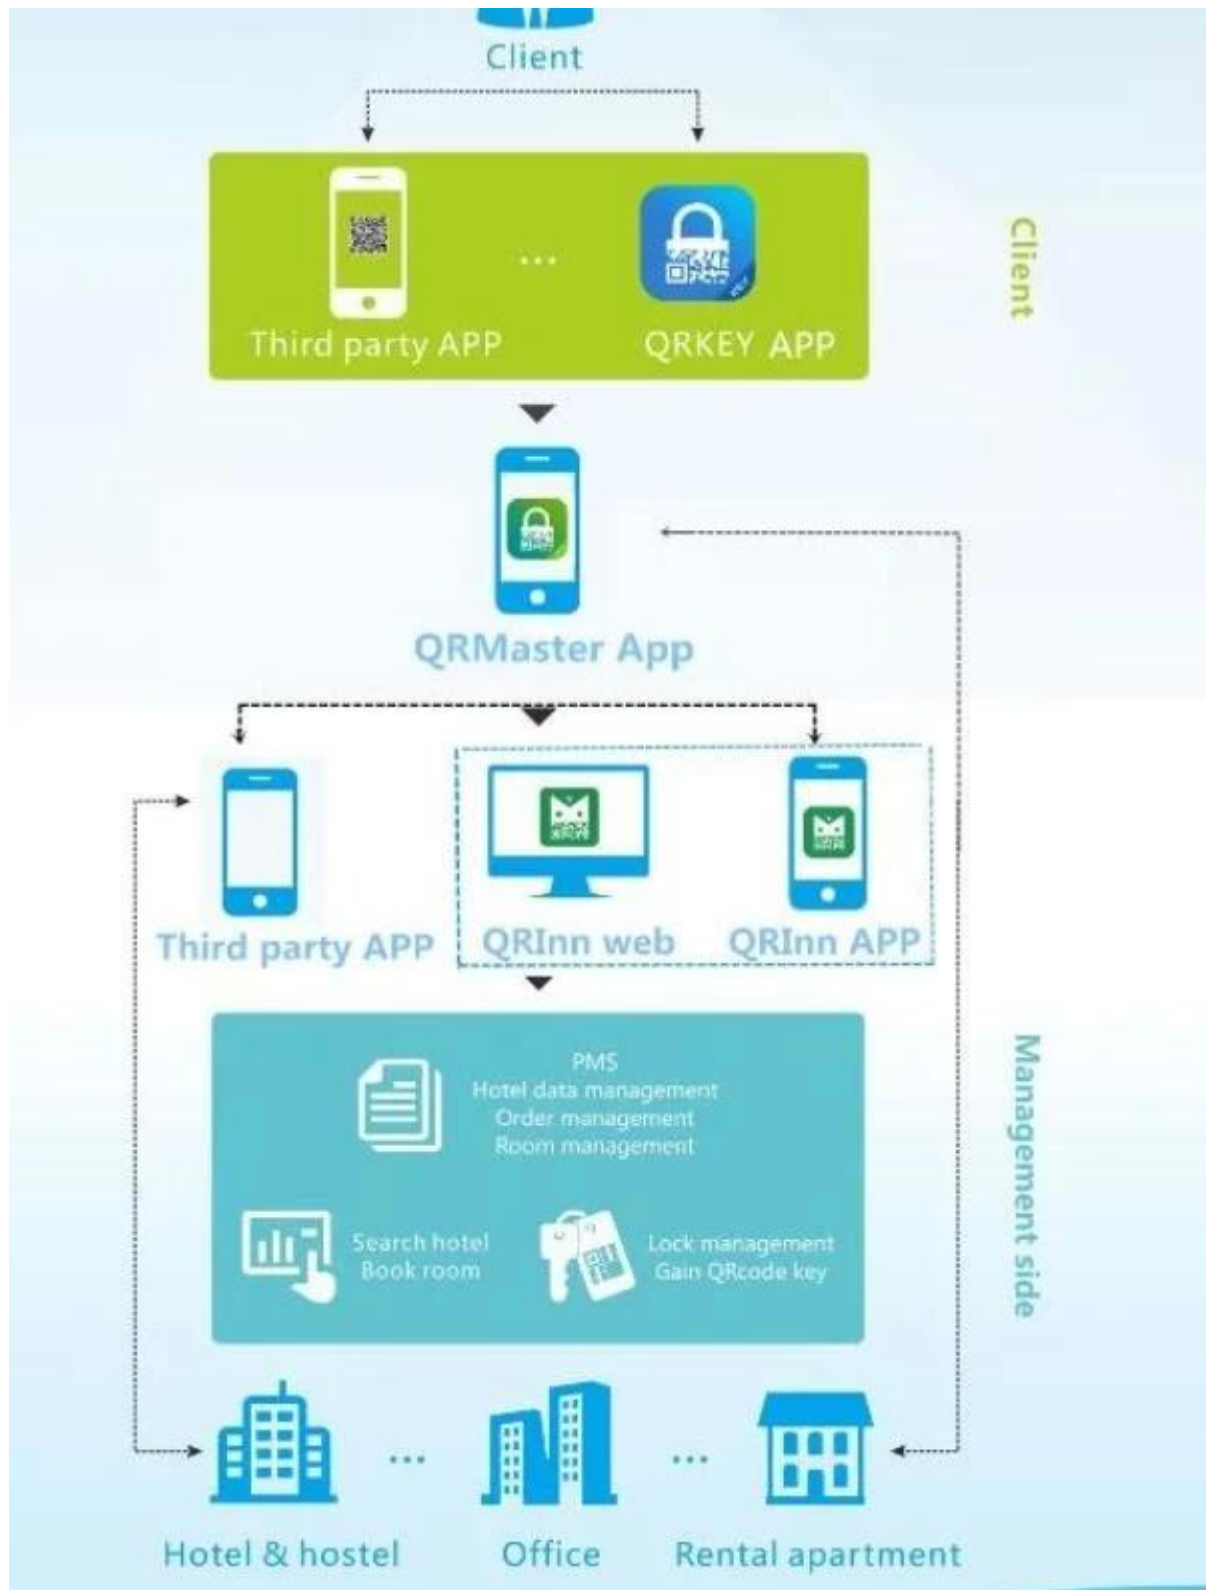 Client
Third party APP
...
QRKEY APP
Client
QRMaster App
Third party APP
QRInn web
QRInn APP
PMS
Hotel data management
Order management
Room management
Search hotel
Book room
Lock management
Gain QRcode key
Management side
...
...
Hotel & hostel
Office
Rental apartment